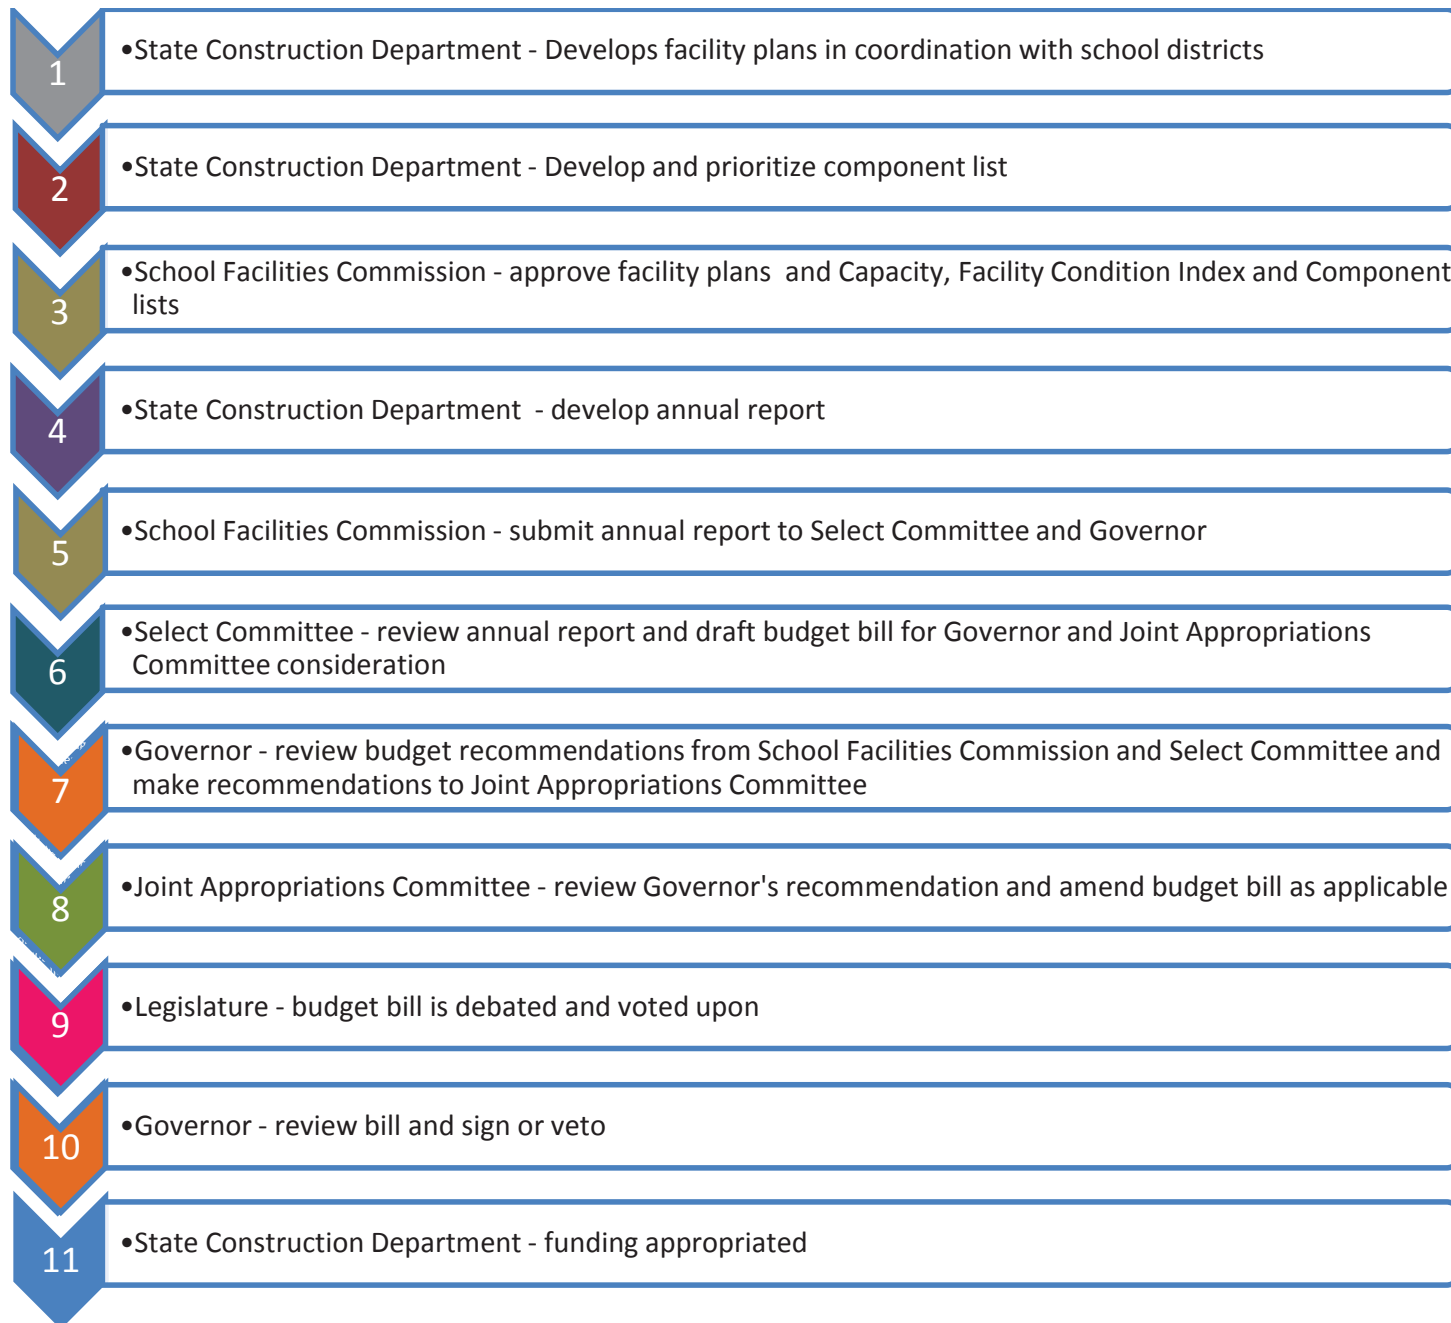 1
•State Construction Department - Develops facility plans in coordination with school districts
2
•State Construction Department - Develop and prioritize component list
3
•School Facilities Commission - approve facility plans  and Capacity, Facility Condition Index and Component
lists
4
•State Construction Department  - develop annual report
5
•School Facilities Commission - submit annual report to Select Committee and Governor
6
•Select Committee - review annual report and draft budget bill for Governor and Joint Appropriations
Committee consideration
7
•Governor - review budget recommendations from School Facilities Commission and Select Committee and
make recommendations to Joint Appropriations Committee
8
•Joint Appropriations Committee - review Governor's recommendation and amend budget bill as applicable
9
•Legislature - budget bill is debated and voted upon
10
•Governor - review bill and sign or veto
11
•State Construction Department - funding appropriated